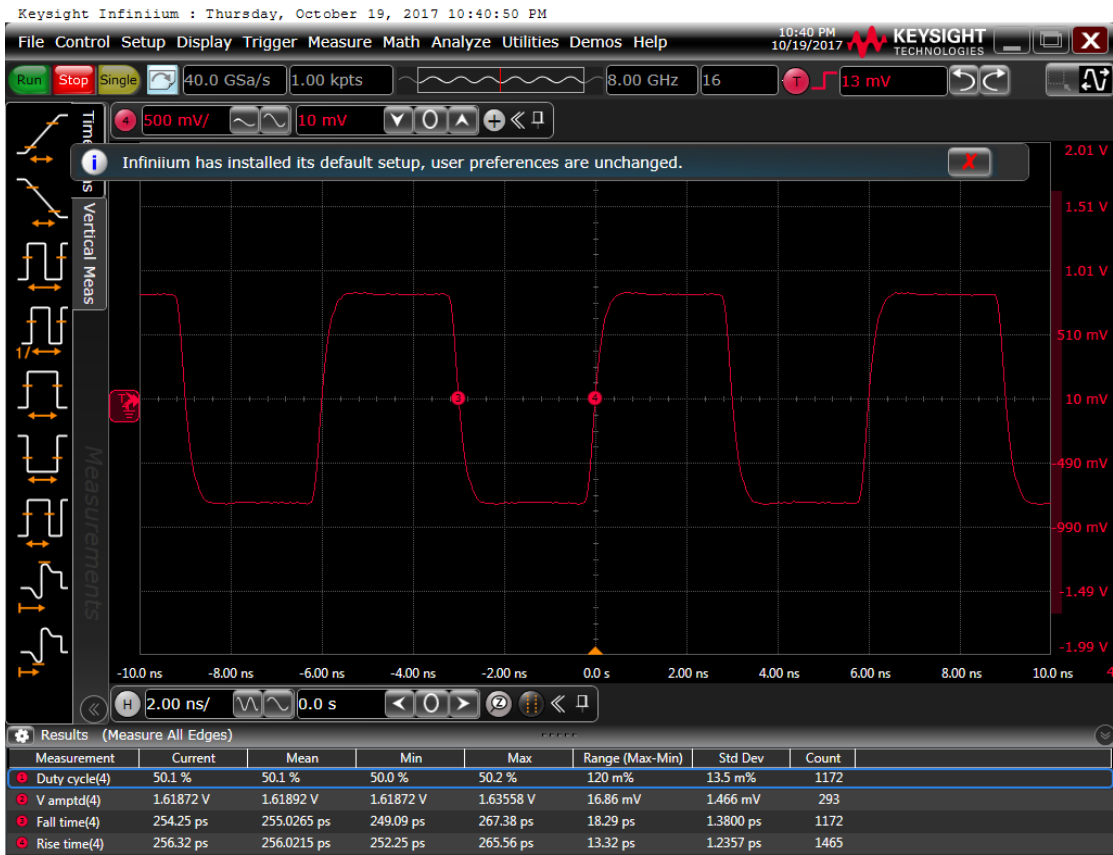 Keysight Infiniium : Thursday, October 19, 2017 10:40:50 PM
File Control Setup Display Trigger Measure Math Analyze Utilities Demos Help
10:40 PM
10/19/2017
KEYSIGHT
TECHNOLOGIES
Run Stop Single 40.0 GSa/s 1.00 kpts 8.00 GHz 16 T 13 mV
4 500 mV/ 10 mV
Infiniium has installed its default setup, user preferences are unchanged.
Vertical Meas
Measurements
1/
2.01 V
1.51 V
1.01 V
510 mV
10 mV
-490 mV
-990 mV
-1.49 V
-1.99 V
T
3
4
-10.0 ns -8.00 ns -6.00 ns -4.00 ns -2.00 ns 0.0 s 2.00 ns 4.00 ns 6.00 ns 8.00 ns 10.0 ns
H 2.00 ns/ 0.0 s
Results (Measure All Edges)
Measurement Current Mean Min Max Range (Max-Min) Std Dev Count
1 Duty cycle(4) 50.1 % 50.1 % 50.0 % 50.2 % 120 m% 13.5 m% 1172
2 V amptd(4) 1.61872 V 1.61892 V 1.61872 V 1.63558 V 16.86 mV 1.466 mV 293
3 Fall time(4) 254.25 ps 255.0265 ps 249.09 ps 267.38 ps 18.29 ps 1.3800 ps 1172
4 Rise time(4) 256.32 ps 256.0215 ps 252.25 ps 265.56 ps 13.32 ps 1.2357 ps 1465